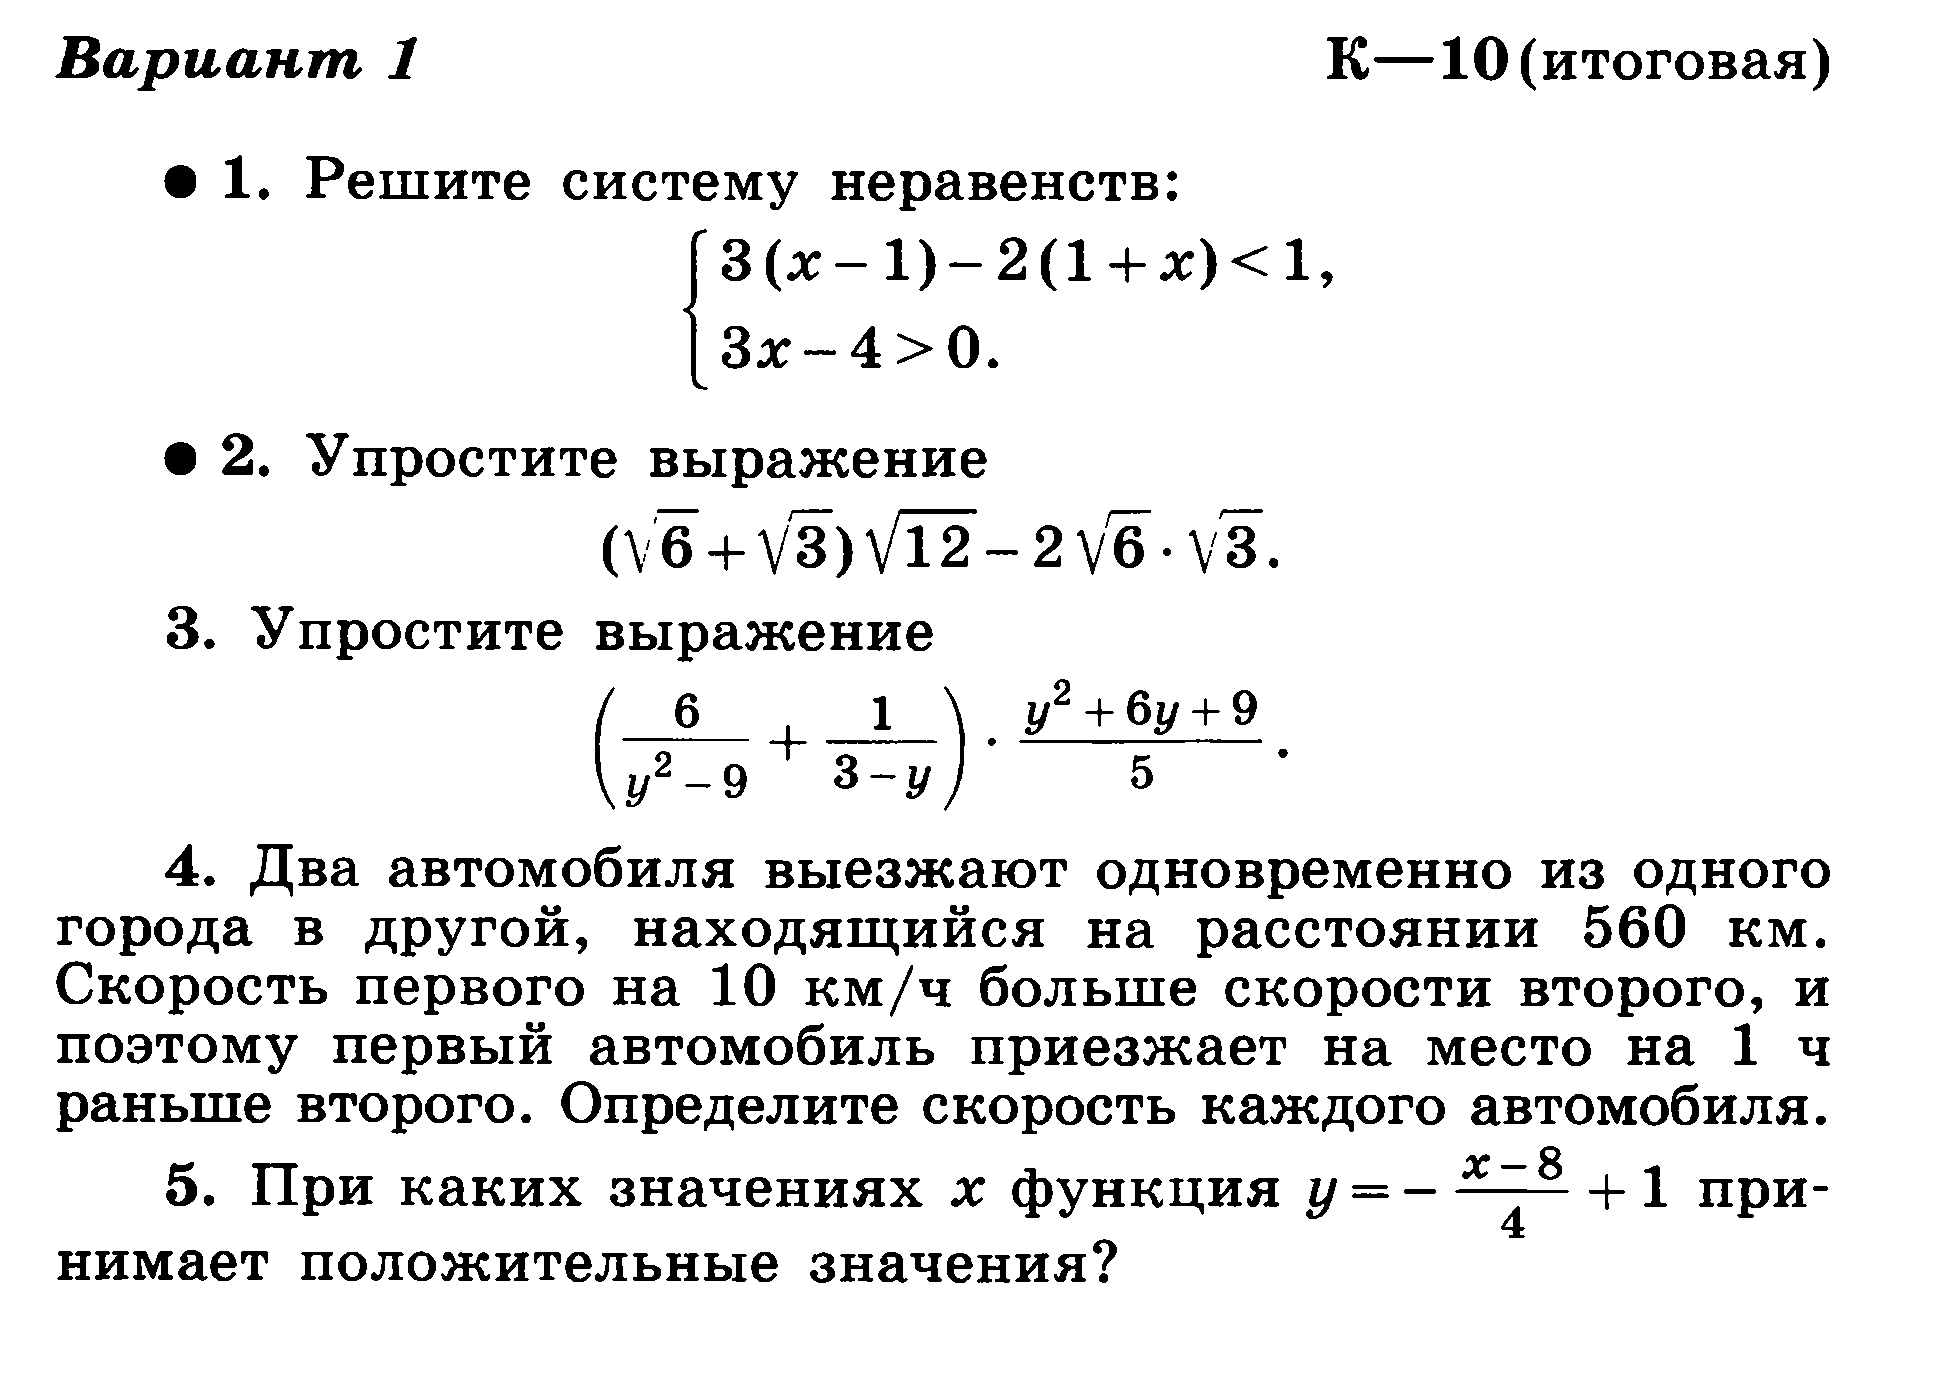 Вариант 1 К—10 (итоговая)
• 1. Решите систему неравенств:
{ 3(x – 1) – 2(1 + x) < 1,
3x – 4 > 0.
• 2. Упростите выражение
(√6 + √3)√12 – 2√6 · √3.
3. Упростите выражение
(6/(y² – 9) + 1/(3 – y)) · (y² + 6y + 9)/5.
4. Два автомобиля выезжают одновременно из одного
города в другой, находящийся на расстоянии 560 км.
Скорость первого на 10 км/ч больше скорости второго, и
поэтому первый автомобиль приезжает на место на 1 ч
раньше второго. Определите скорость каждого автомобиля.
5. При каких значениях x функция y = – (x – 8)/4 + 1 при-
нимает положительные значения?